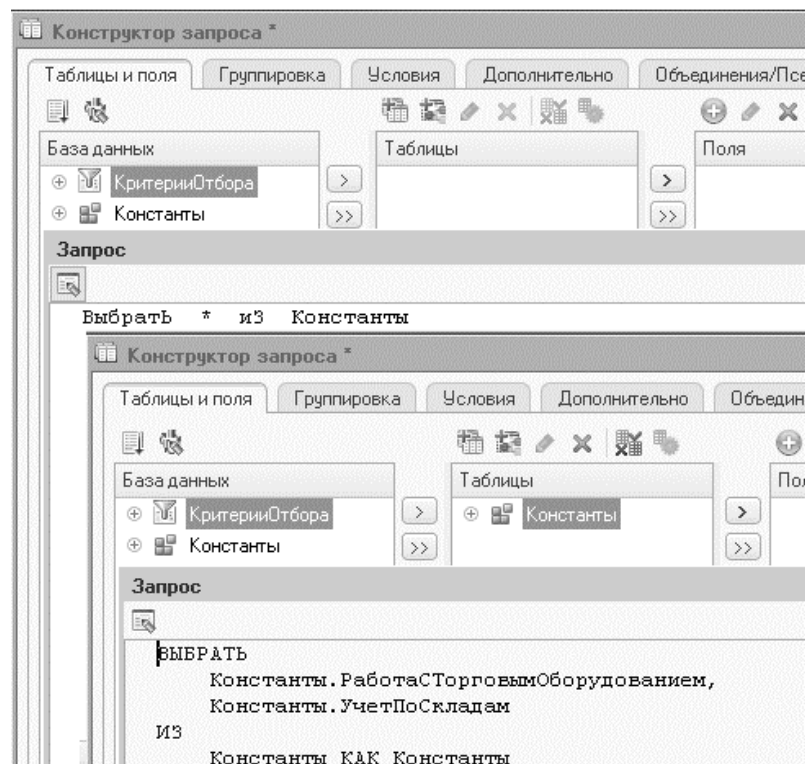 Конструктор запроса *
Таблицы и поля Группировка Условия Дополнительно Объединения/Псе
База данных Таблицы Поля
КритерииОтбора
Константы
Запрос
ВыбратЬ * иЗ Константы
Конструктор запроса *
Таблицы и поля Группировка Условия Дополнительно Объедин
База данных Таблицы Пол
КритерииОтбора Константы
Константы
Запрос
ВЫБРАТЬ
Константы.РаботаСТорговымОборудованием,
Константы.УчетПоСкладам
ИЗ
Константы КАК Константы